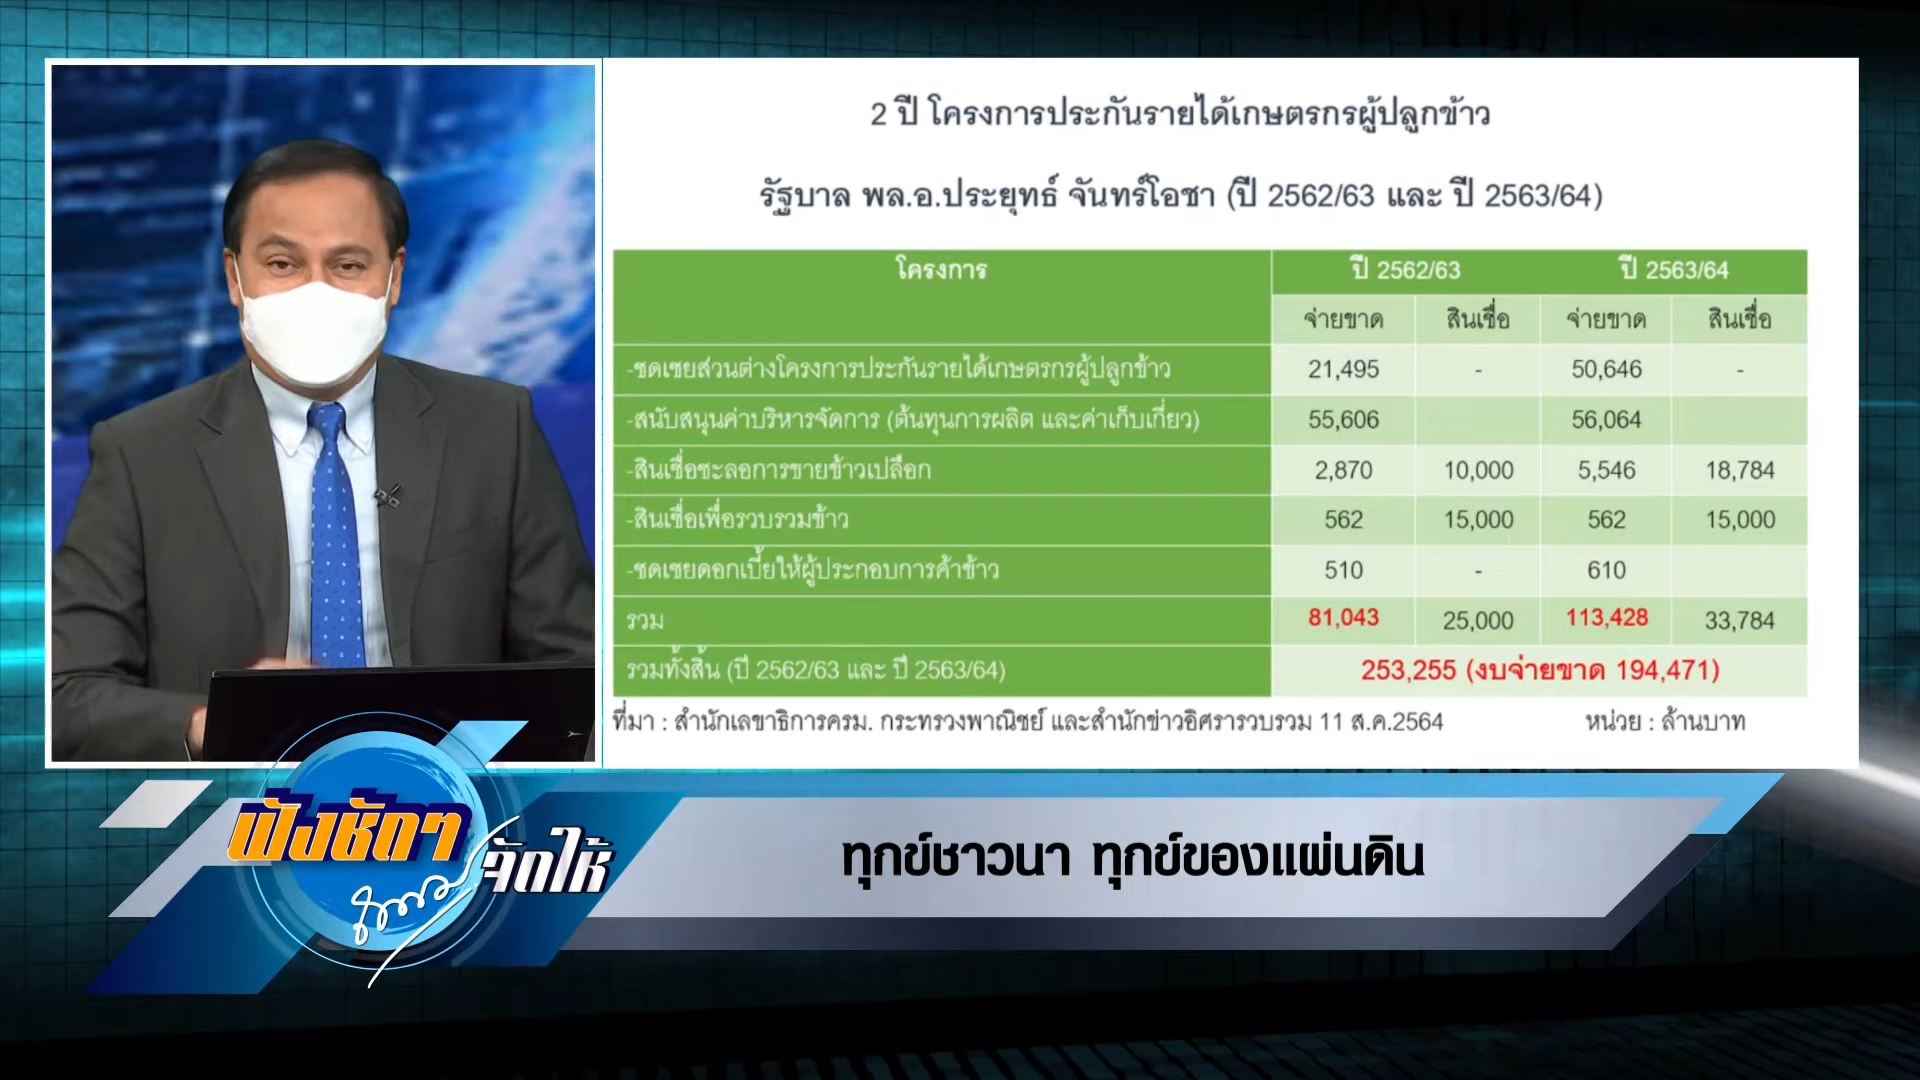 2 ปี โครงการประกันรายได้เกษตรกรผู้ปลูกข้าว
รัฐบาล พล.อ.ประยุทธ์ จันทร์โอชา (ปี 2562/63 และ ปี 2563/64)
โครงการ ปี 2562/63 ปี 2563/64
จ่ายขาด สินเชื่อ จ่ายขาด สินเชื่อ
-ชดเชยส่วนต่างโครงการประกันรายได้เกษตรกรผู้ปลูกข้าว 21,495 - 50,646 -
-สนับสนุนค่าบริหารจัดการ (ต้นทุนการผลิต และค่าเก็บเกี่ยว) 55,606 56,064
-สินเชื่อชะลอการขายข้าวเปลือก 2,870 10,000 5,546 18,784
-สินเชื่อเพื่อรวบรวมข้าว 562 15,000 562 15,000
-ชดเชยดอกเบี้ยให้ผู้ประกอบการค้าข้าว 510 - 610
รวม 81,043 25,000 113,428 33,784
รวมทั้งสิ้น (ปี 2562/63 และ ปี 2563/64) 253,255 (งบจ่ายขาด 194,471)
ที่มา : สำนักเลขาธิการครม. กระทรวงพาณิชย์ และสำนักข่าวอิศรารวบรวม 11 ส.ค.2564 หน่วย : ล้านบาท
ฟังชัดๆ
จัดให้
ทุกข์ชาวนา ทุกข์ของแผ่นดิน